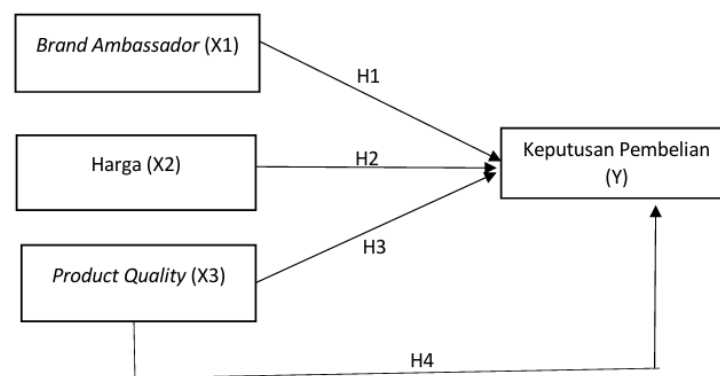 Brand Ambassador (X1)
H1
Harga (X2)
H2
Keputusan Pembelian
(Y)
Product Quality (X3)
H3
H4